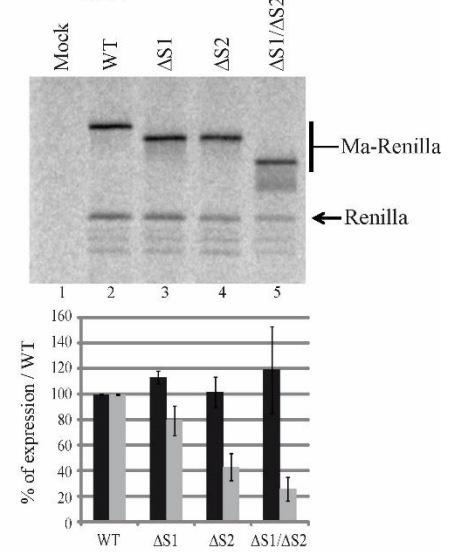 Mock WT ΔS1 ΔS2 ΔS1/ΔS2
Ma-Renilla
Renilla
1 2 3 4 5
% of expression / WT
160
140
120
100
80
60
40
20
0
WT ΔS1 ΔS2 ΔS1/ΔS2